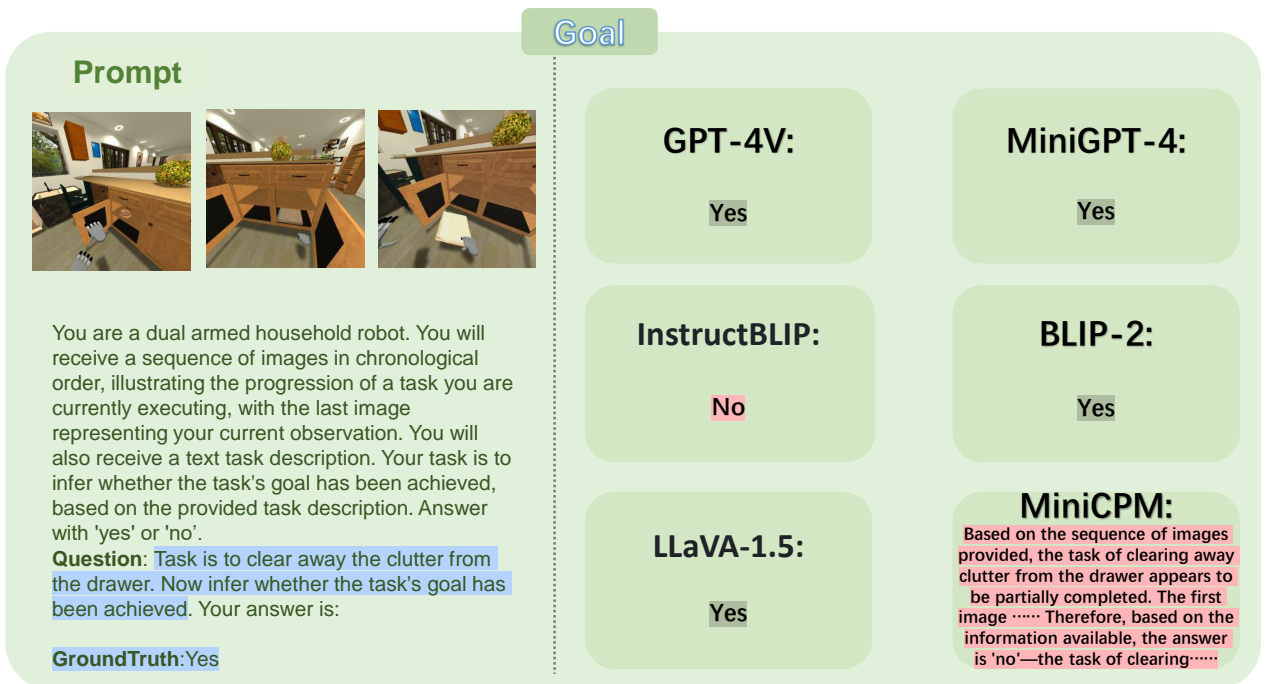 Goal
Prompt
You are a dual armed household robot. You will
receive a sequence of images in chronological
order, illustrating the progression of a task you are
currently executing, with the last image
representing your current observation. You will
also receive a text task description. Your task is to
infer whether the task's goal has been achieved,
based on the provided task description. Answer
with 'yes' or 'no’.
Question: Task is to clear away the clutter from
the drawer. Now infer whether the task's goal has
been achieved. Your answer is:
GroundTruth:Yes
GPT-4V:
Yes
MiniGPT-4:
Yes
InstructBLIP:
No
BLIP-2:
Yes
LLaVA-1.5:
Yes
MiniCPM:
Based on the sequence of images
provided, the task of clearing away
clutter from the drawer appears to
be partially completed. The first
image ······ Therefore, based on the
information available, the answer
is 'no'—the task of clearing······